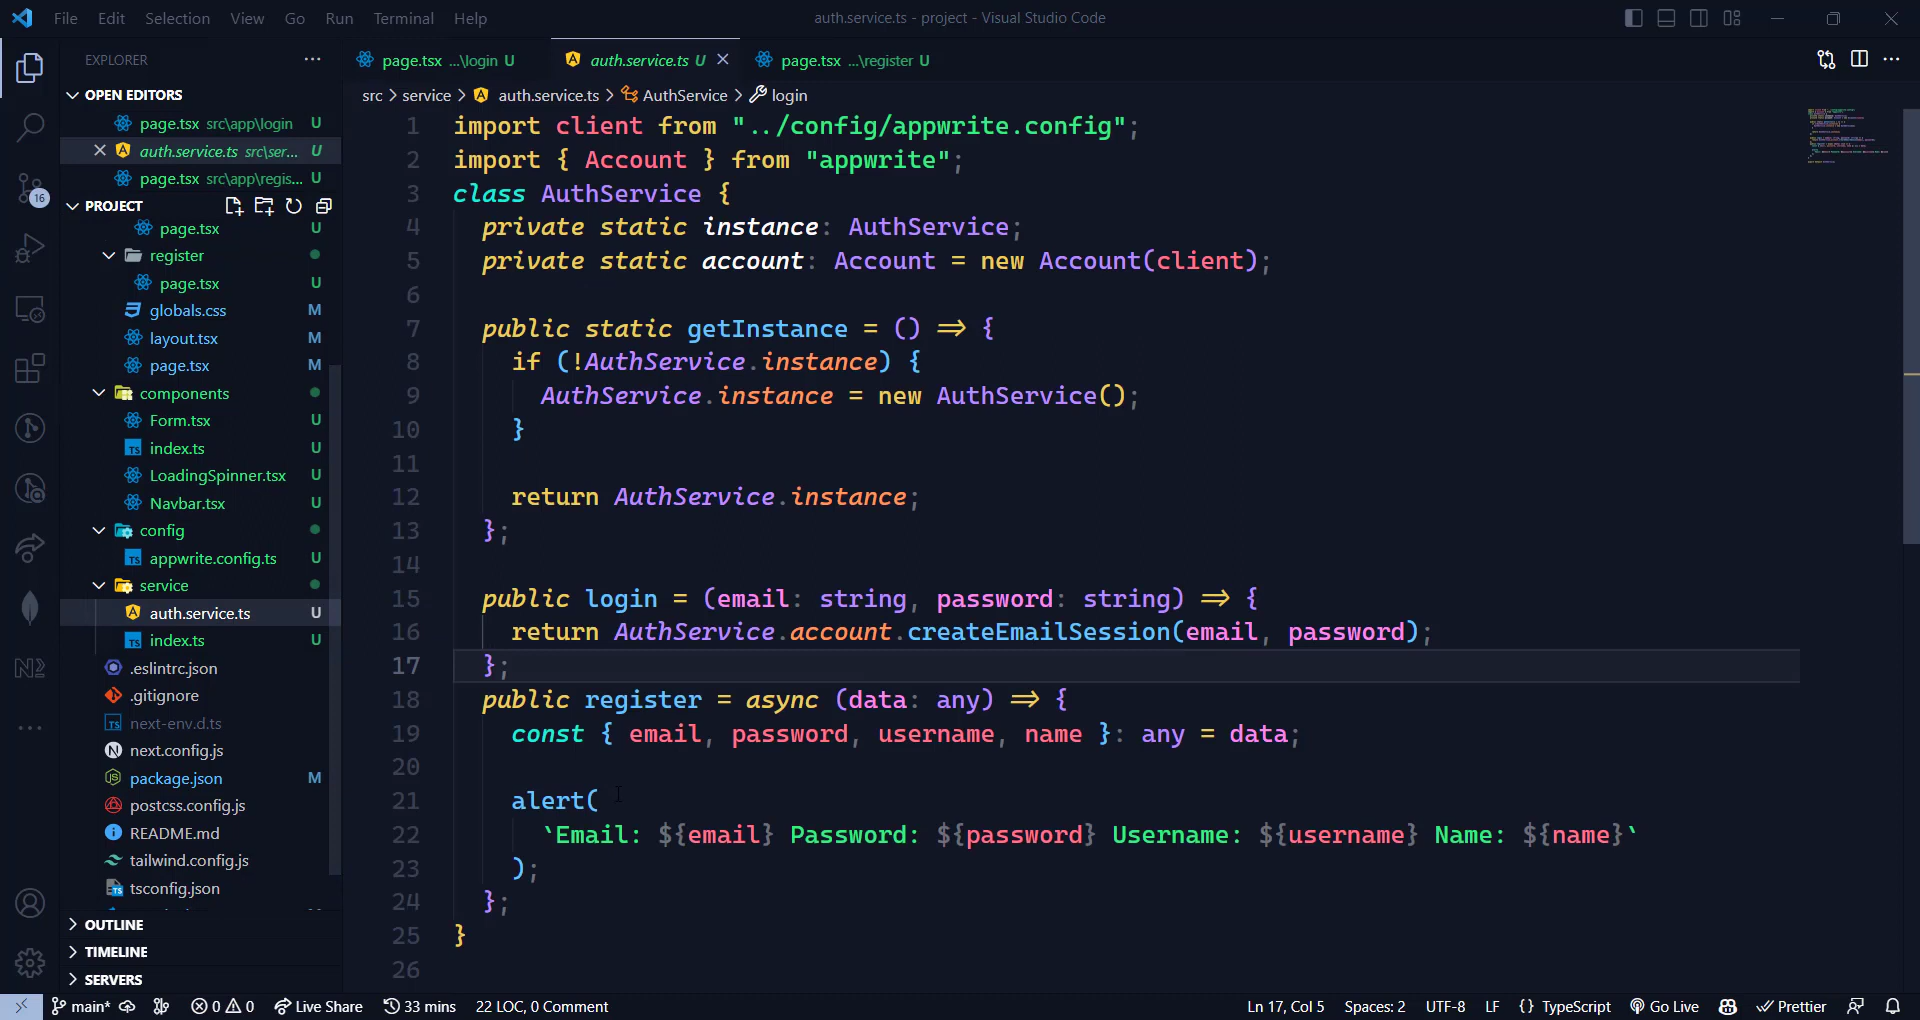 File Edit Selection View Go Run Terminal Help
auth.service.ts - project - Visual Studio Code
EXPLORER
OPEN EDITORS
page.tsx src\app\login U
auth.service.ts src\ser... U
page.tsx src\app\regis... U
PROJECT
page.tsx U
register
page.tsx U
globals.css M
layout.tsx M
page.tsx M
components
Form.tsx U
TS index.ts U
LoadingSpinner.tsx U
Navbar.tsx U
config
TS appwrite.config.ts U
service
auth.service.ts U
TS index.ts U
.eslintrc.json
.gitignore
TS next-env.d.ts
N next.config.js
package.json M
postcss.config.js
README.md
tailwind.config.js
TS tsconfig.json
OUTLINE
TIMELINE
SERVERS
16
page.tsx ...\login U
auth.service.ts U
page.tsx ...\register U
src > service > auth.service.ts > AuthService > login
1 import client from "../config/appwrite.config";
2 import { Account } from "appwrite";
3 class AuthService {
4 private static instance: AuthService;
5 private static account: Account = new Account(client);
6
7 public static getInstance = () => {
8 if (!AuthService.instance) {
9 AuthService.instance = new AuthService();
10 }
11
12 return AuthService.instance;
13 };
14
15 public login = (email: string, password: string) => {
16 return AuthService.account.createEmailSession(email, password);
17 };
18 public register = async (data: any) => {
19 const { email, password, username, name }: any = data;
20
21 alert(
22 `Email: ${email} Password: ${password} Username: ${username} Name: ${name}`
23 );
24 };
25 }
26
main* 0 0 Live Share 33 mins 22 LOC, 0 Comment
Ln 17, Col 5 Spaces: 2 UTF-8 LF {} TypeScript Go Live Prettier